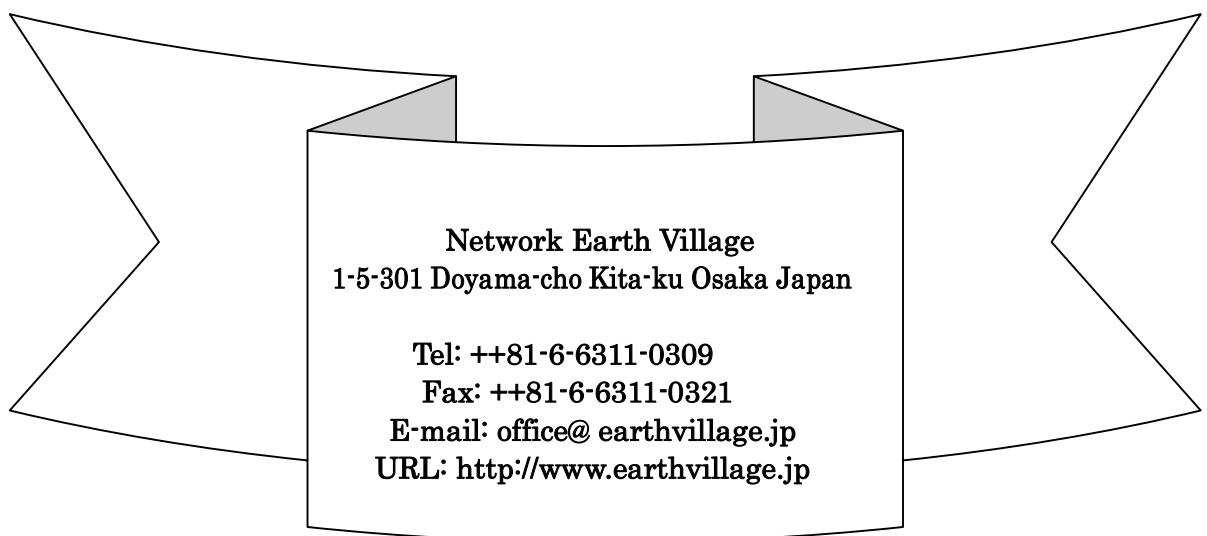 Network Earth Village
1-5-301 Doyama-cho Kita-ku Osaka Japan
Tel: ++81-6-6311-0309
Fax: ++81-6-6311-0321
E-mail: office@ earthvillage.jp
URL: http://www.earthvillage.jp